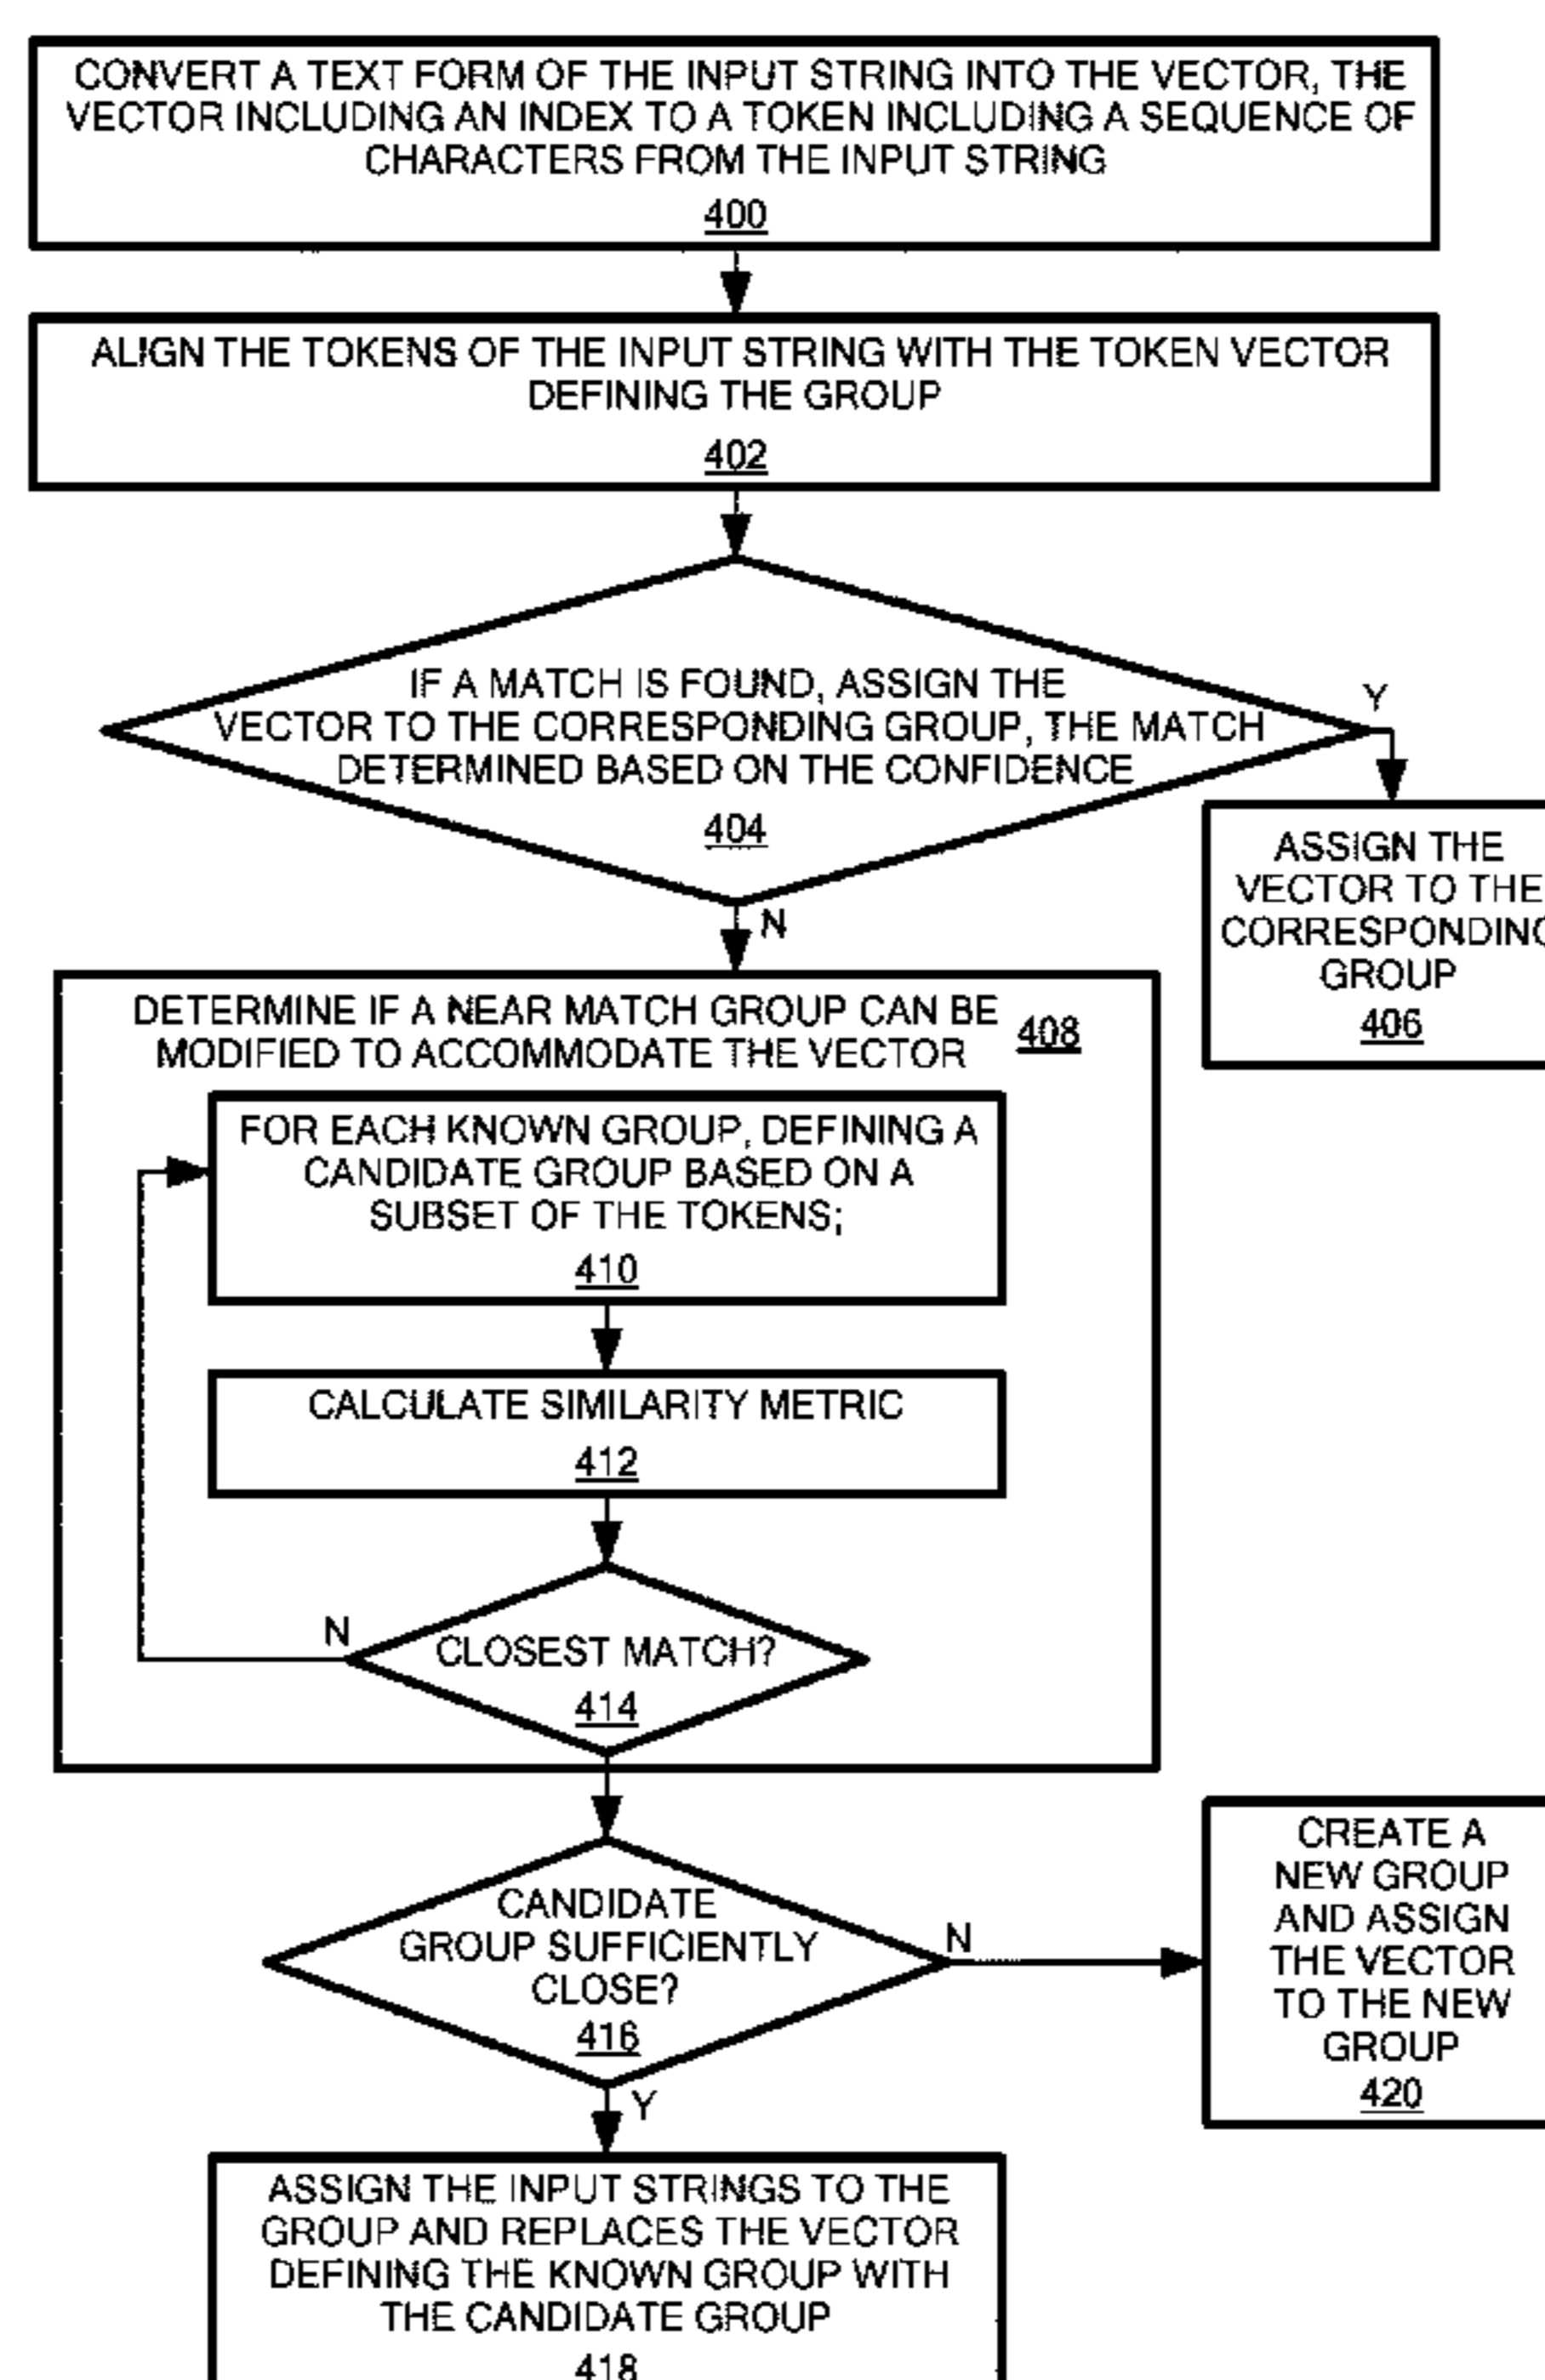 CONVERT A TEXT FORM OF THE INPUT STRING INTO THE VECTOR, THE
VECTOR INCLUDING AN INDEX TO A TOKEN INCLUDING A SEQUENCE OF
CHARACTERS FROM THE INPUT STRING
400
ALIGN THE TOKENS OF THE INPUT STRING WITH THE TOKEN VECTOR
DEFINING THE GROUP
402
IF A MATCH IS FOUND, ASSIGN THE
VECTOR TO THE CORRESPONDING GROUP, THE MATCH
DETERMINED BASED ON THE CONFIDENCE
404
Y
ASSIGN THE
VECTOR TO THE
CORRESPONDING
GROUP
406
N
DETERMINE IF A NEAR MATCH GROUP CAN BE
MODIFIED TO ACCOMMODATE THE VECTOR
408
FOR EACH KNOWN GROUP, DEFINING A
CANDIDATE GROUP BASED ON A
SUBSET OF THE TOKENS;
410
CALCULATE SIMILARITY METRIC
412
N
CLOSEST MATCH?
414
CANDIDATE
GROUP SUFFICIENTLY
CLOSE?
416
N
CREATE A
NEW GROUP
AND ASSIGN
THE VECTOR
TO THE NEW
GROUP
420
Y
ASSIGN THE INPUT STRINGS TO THE
GROUP AND REPLACES THE VECTOR
DEFINING THE KNOWN GROUP WITH
THE CANDIDATE GROUP
418